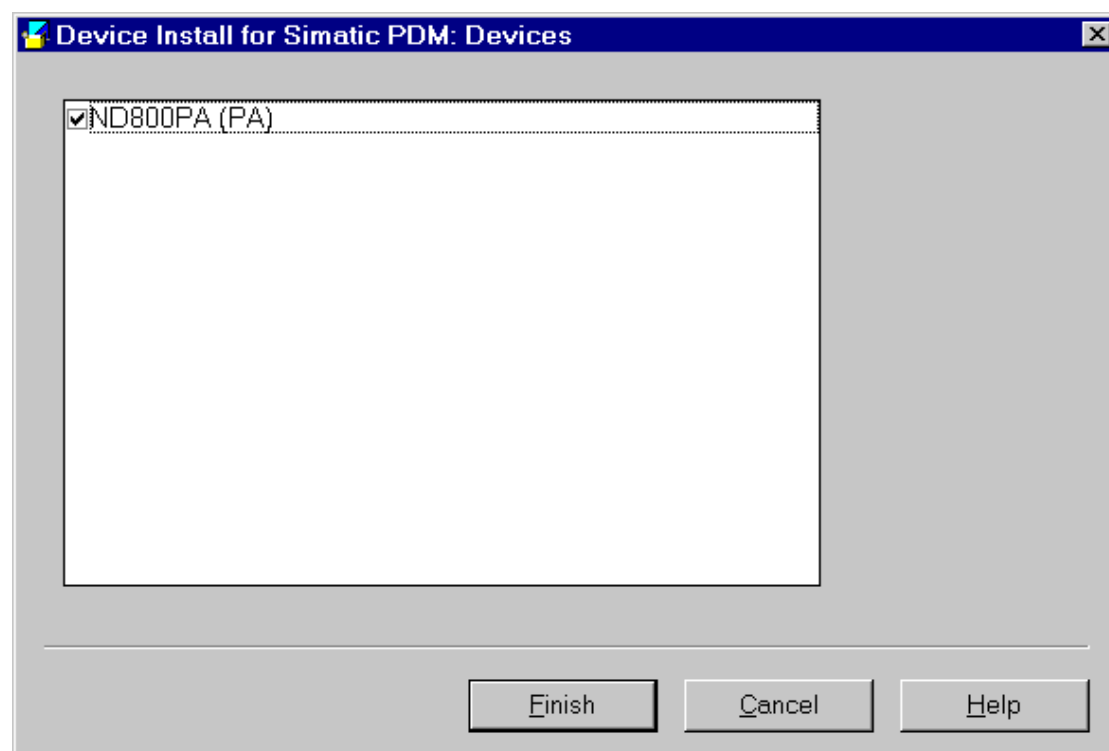 Device Install for Simatic PDM: Devices
ND800PA (PA)
Finish
Cancel
Help